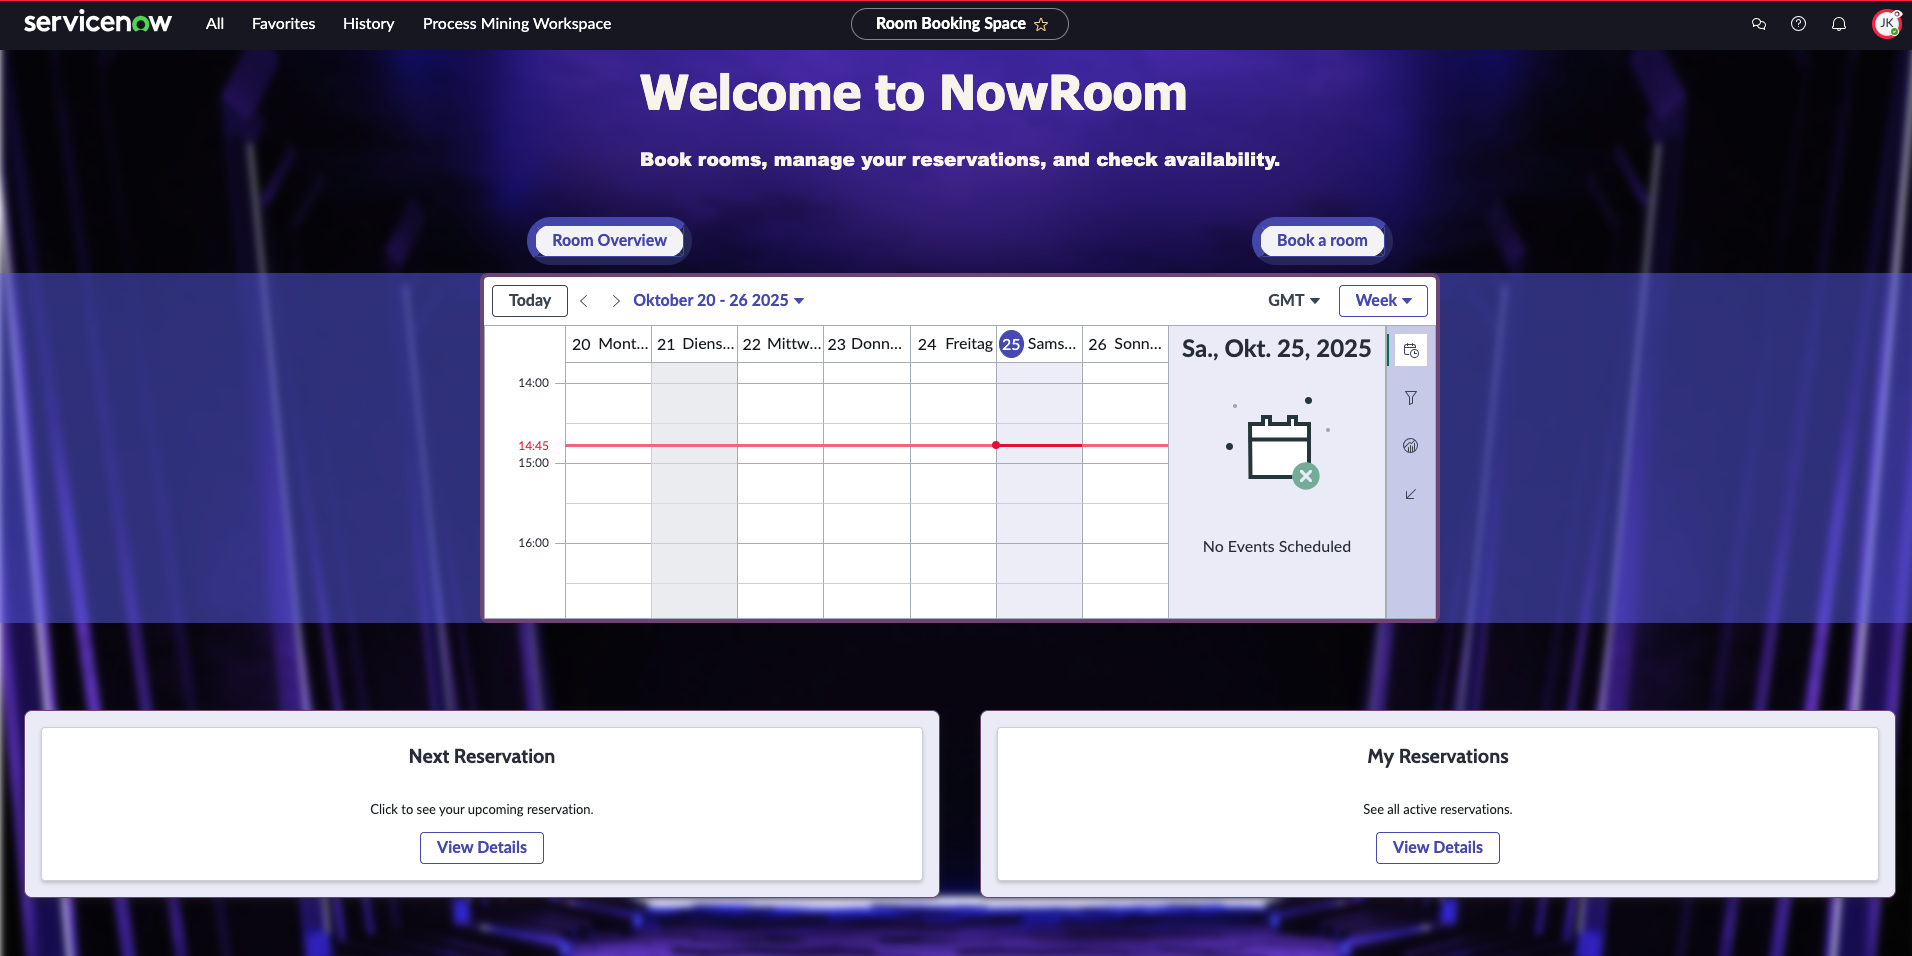 servicenow All Favorites History Process Mining Workspace Room Booking Space JK
Welcome to NowRoom
Book rooms, manage your reservations, and check availability.
Room Overview Book a room
Today Oktober 20 - 26 2025 GMT Week
20 Mont... 21 Diens... 22 Mittw... 23 Donn... 24 Freitag 25 Sams... 26 Sonn... Sa., Okt. 25, 2025
14:00
14:45
15:00
16:00
No Events Scheduled
Next Reservation
Click to see your upcoming reservation.
View Details
My Reservations
See all active reservations.
View Details